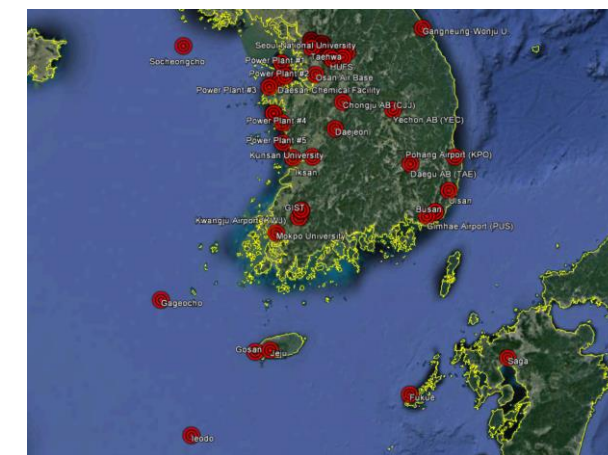 Gangneung-Wonju U.
Seoul National University
Socheongcho
Taehwa
Power Plant #1
HUFS
Power Plant #2
Osan Air Base
Power Plant #3
Daesan Chemical Facility
Chongju AB (CJJ)
Yechon AB (YEC)
Power Plant #4
Daejeon
Power Plant #5
Kunsan University
Pohang Airport (KPO)
Iksan
Daegu AB (TAE)
Ulsan
GIST
Busan
Kwangju Airport (KWJ)
Gimhae Airport (PUS)
Mokpo University
Gageocho
Gosan
Jeju
Saga
Fukue
Ieodo